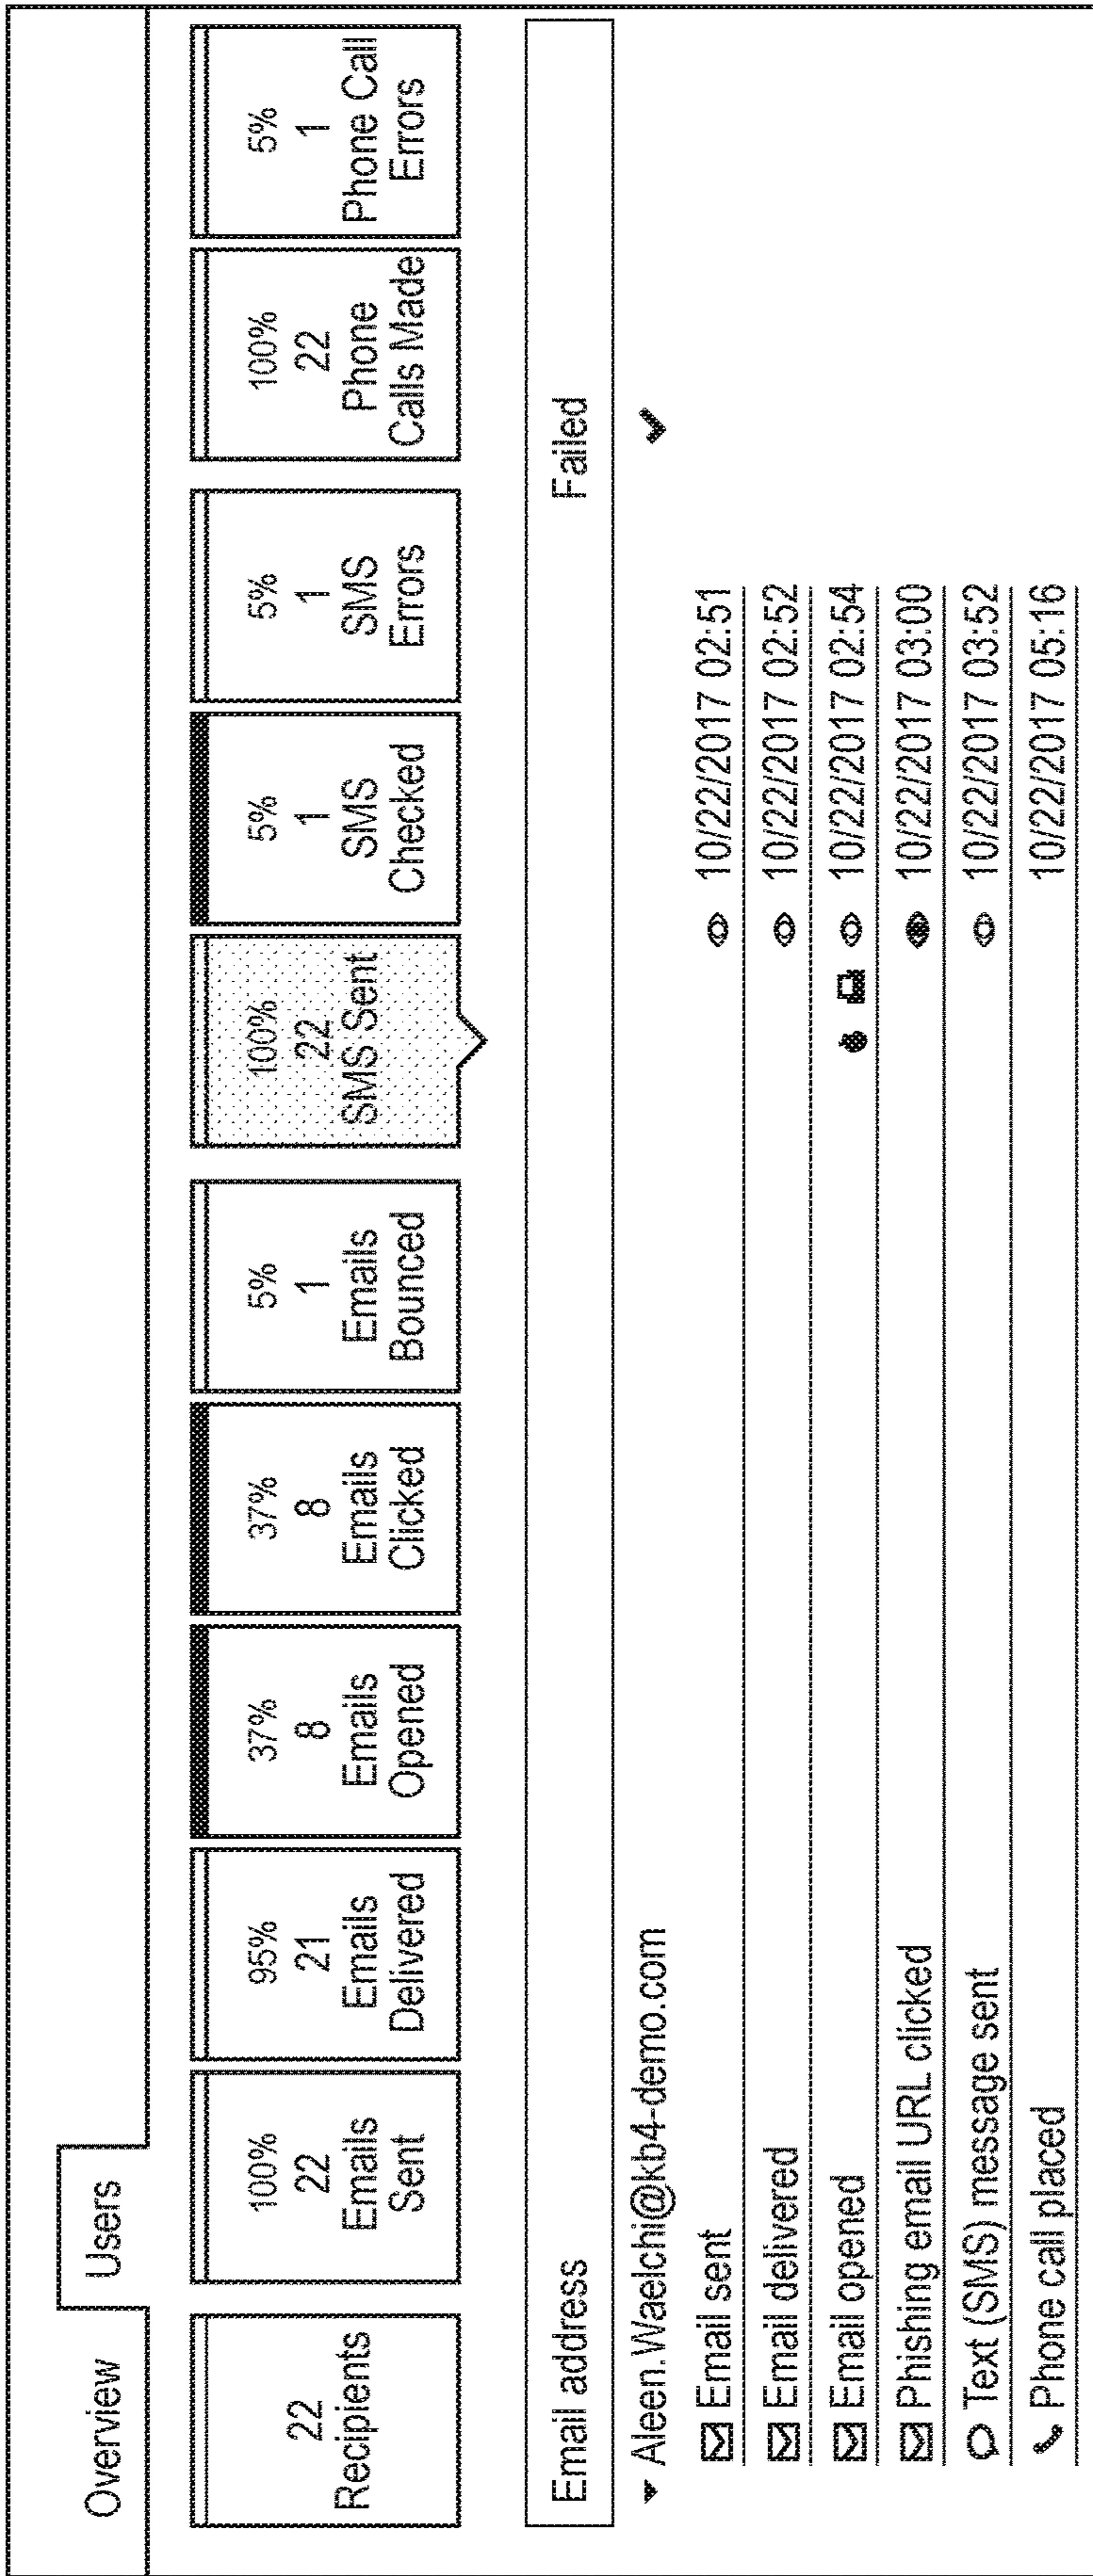 Overview
Users
22
Recipients
100%
22
Emails
Sent
95%
21
Emails
Delivered
37%
8
Emails
Opened
37%
8
Emails
Clicked
5%
1
Emails
Bounced
100%
22
SMS Sent
5%
1
SMS
Checked
5%
1
SMS
Errors
100%
22
Phone
Calls Made
5%
1
Phone Call
Errors
Email address Failed
Aleen.Waelchi@kb4-demo.com
Email sent 10/22/2017 02:51
Email delivered 10/22/2017 02:52
Email opened 10/22/2017 02:54
Phishing email URL clicked 10/22/2017 03:00
Text (SMS) message sent 10/22/2017 03:52
Phone call placed 10/22/2017 05:16